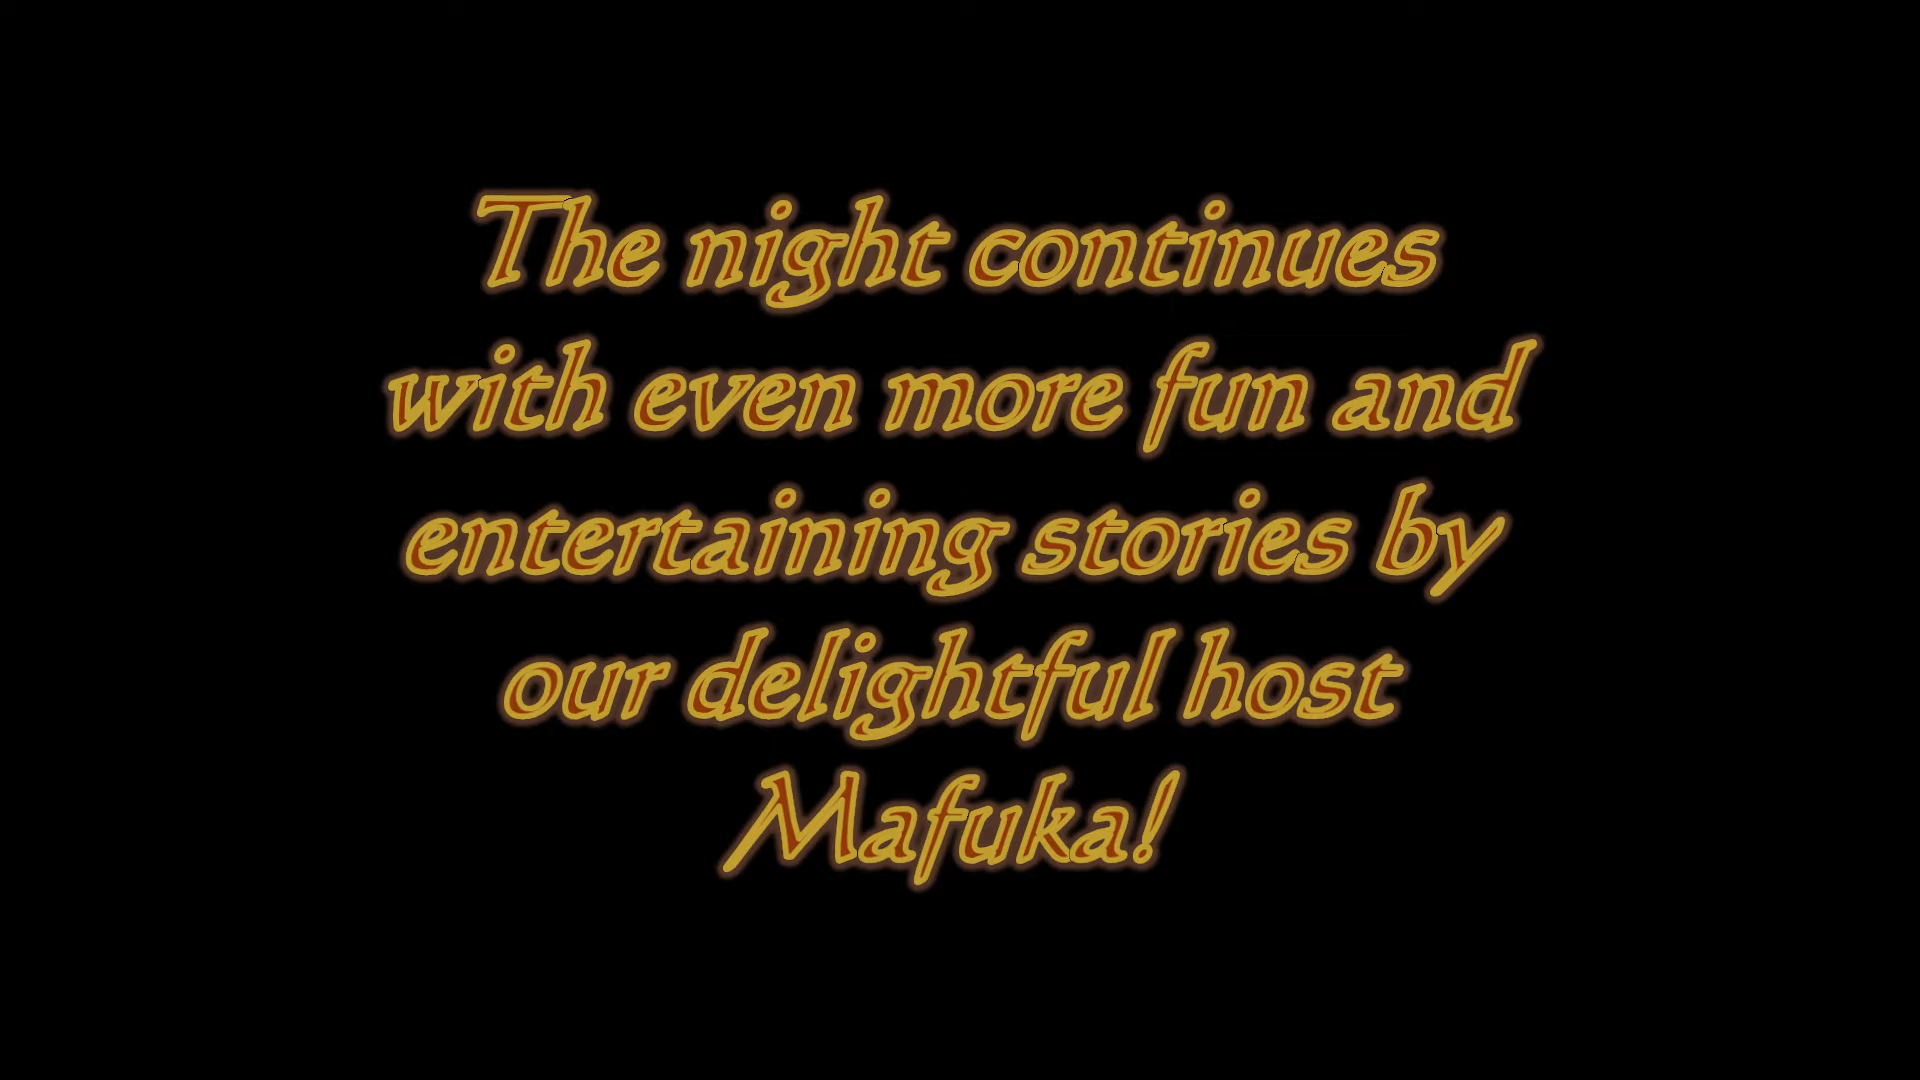 The night continues
with even more fun and
entertaining stories by
our delightful host
Mafuka!